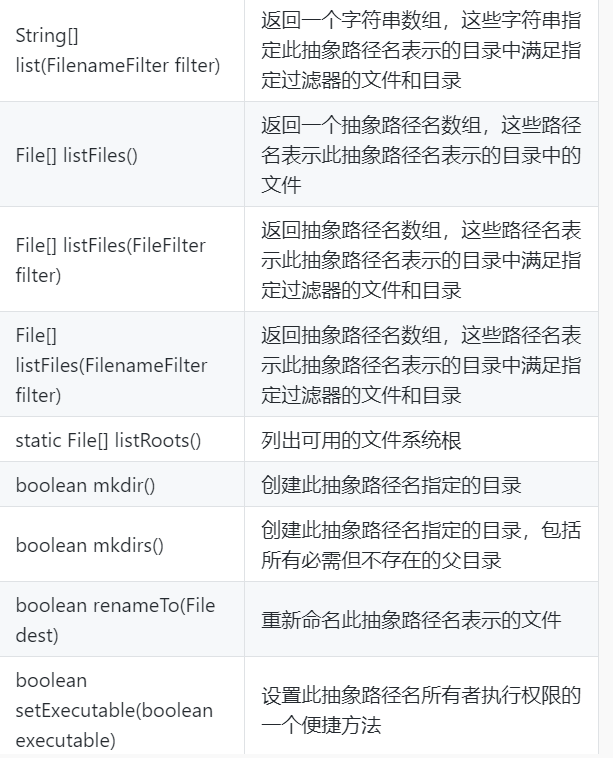 String[]
list(FilenameFilter filter)
返回一个字符串数组，这些字符串指
定此抽象路径名表示的目录中满足指
定过滤器的文件和目录
File[] listFiles()
返回一个抽象路径名数组，这些路径
名表示此抽象路径名表示的目录中的
文件
File[] listFiles(FileFilter
filter)
返回抽象路径名数组，这些路径名表
示此抽象路径名表示的目录中满足指
定过滤器的文件和目录
File[]
listFiles(FilenameFilter
filter)
返回抽象路径名数组，这些路径名表
示此抽象路径名表示的目录中满足指
定过滤器的文件和目录
static File[] listRoots()
列出可用的文件系统根
boolean mkdir()
创建此抽象路径名指定的目录
boolean mkdirs()
创建此抽象路径名指定的目录，包括
所有必需但不存在的父目录
boolean renameTo(File
dest)
重新命名此抽象路径名表示的文件
boolean
setExecutable(boolean
executable)
设置此抽象路径名所有者执行权限的
一个便捷方法